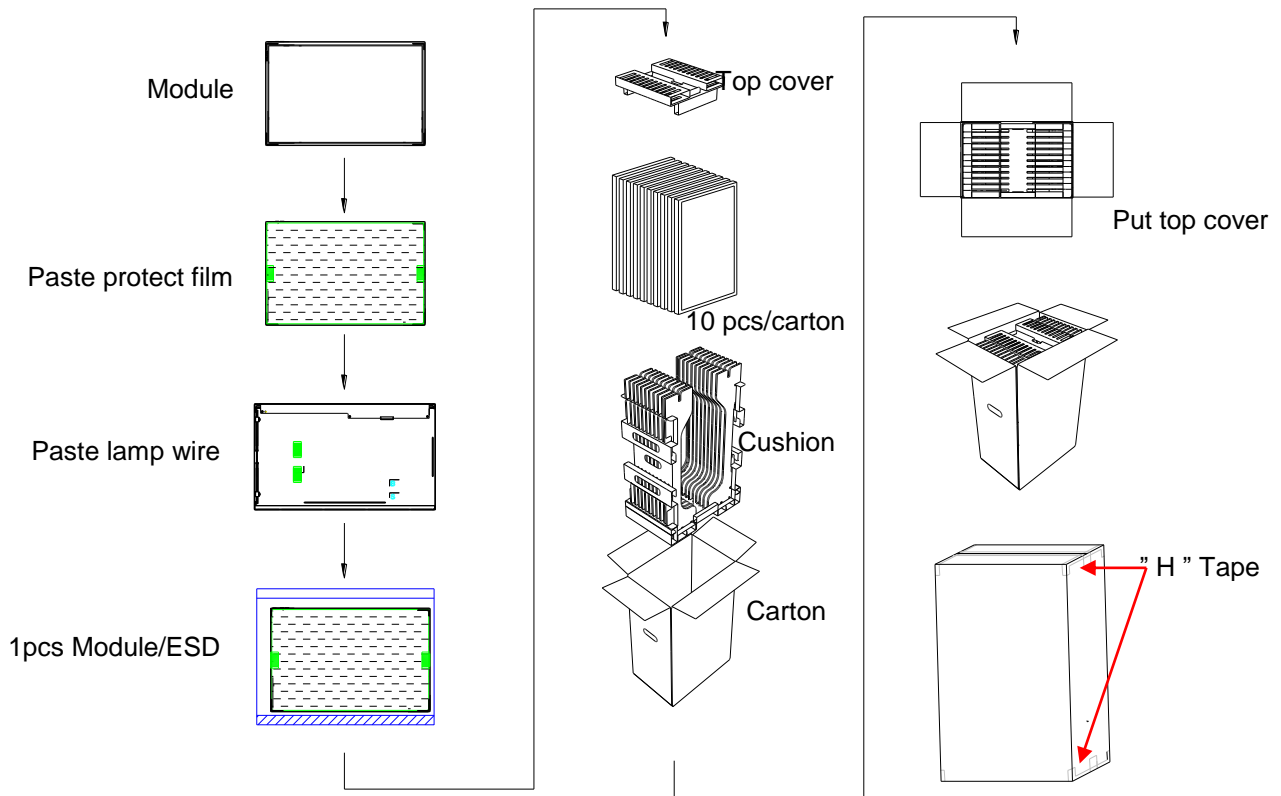 Module
Paste protect film
Paste lamp wire
1pcs Module/ESD
Top cover
10 pcs/carton
Cushion
Carton
Put top cover
” H ” Tape